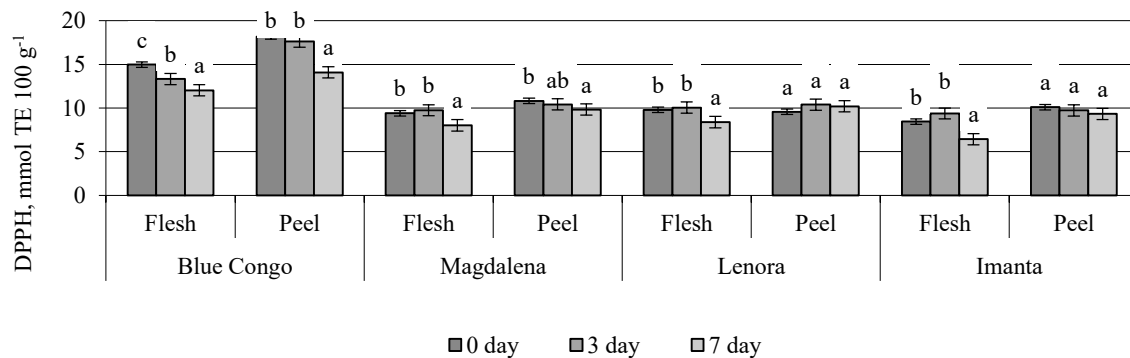 DPPH, mmol TE 100 g⁻¹
20
15
10
5
0
c b a b b a b b a b ab a b b a a a a b b a a a a
Flesh Peel Flesh Peel Flesh Peel Flesh Peel
Blue Congo Magdalena Lenora Imanta
0 day 3 day 7 day